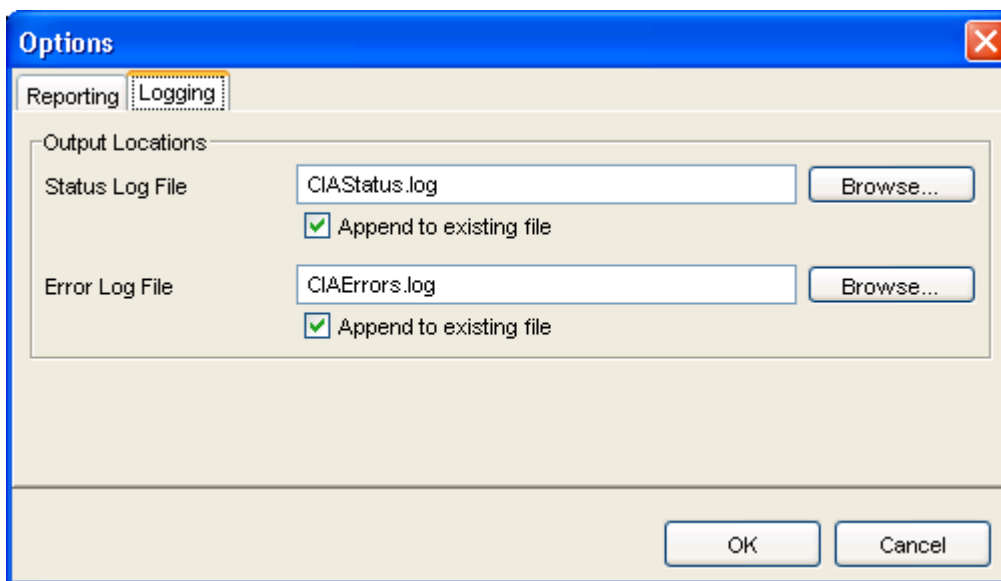 Options
Reporting Logging
Output Locations
Status Log File CIAStatus.log Browse...
Append to existing file
Error Log File CIAErrors.log Browse...
Append to existing file
OK Cancel